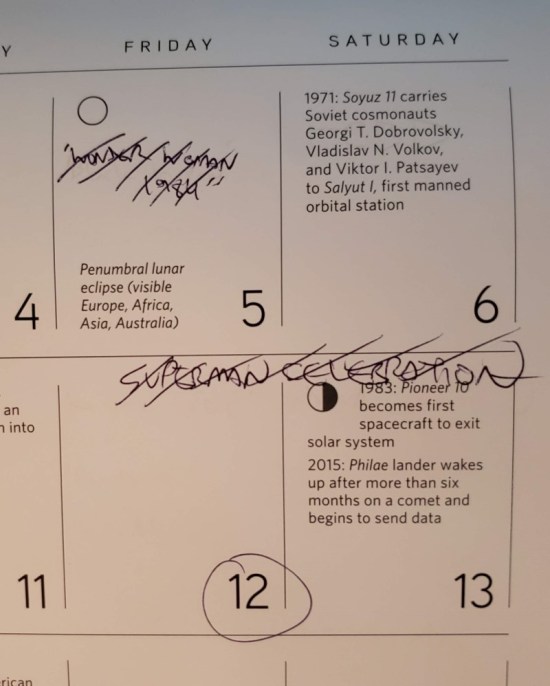 Y
FRIDAY
SATURDAY
"WONDER WOMAN
1984"
Penumbral lunar
eclipse (visible
Europe, Africa,
Asia, Australia)
1971: Soyuz 11 carries
Soviet cosmonauts
Georgi T. Dobrovolsky,
Vladislav N. Volkov,
and Viktor I. Patsayev
to Salyut I, first manned
orbital station
4
5
6
SUPERMAN CELEBRATION
an
n into
1983: Pioneer 10
becomes first
spacecraft to exit
solar system
2015: Philae lander wakes
up after more than six
months on a comet and
begins to send data
11
12
13
rican